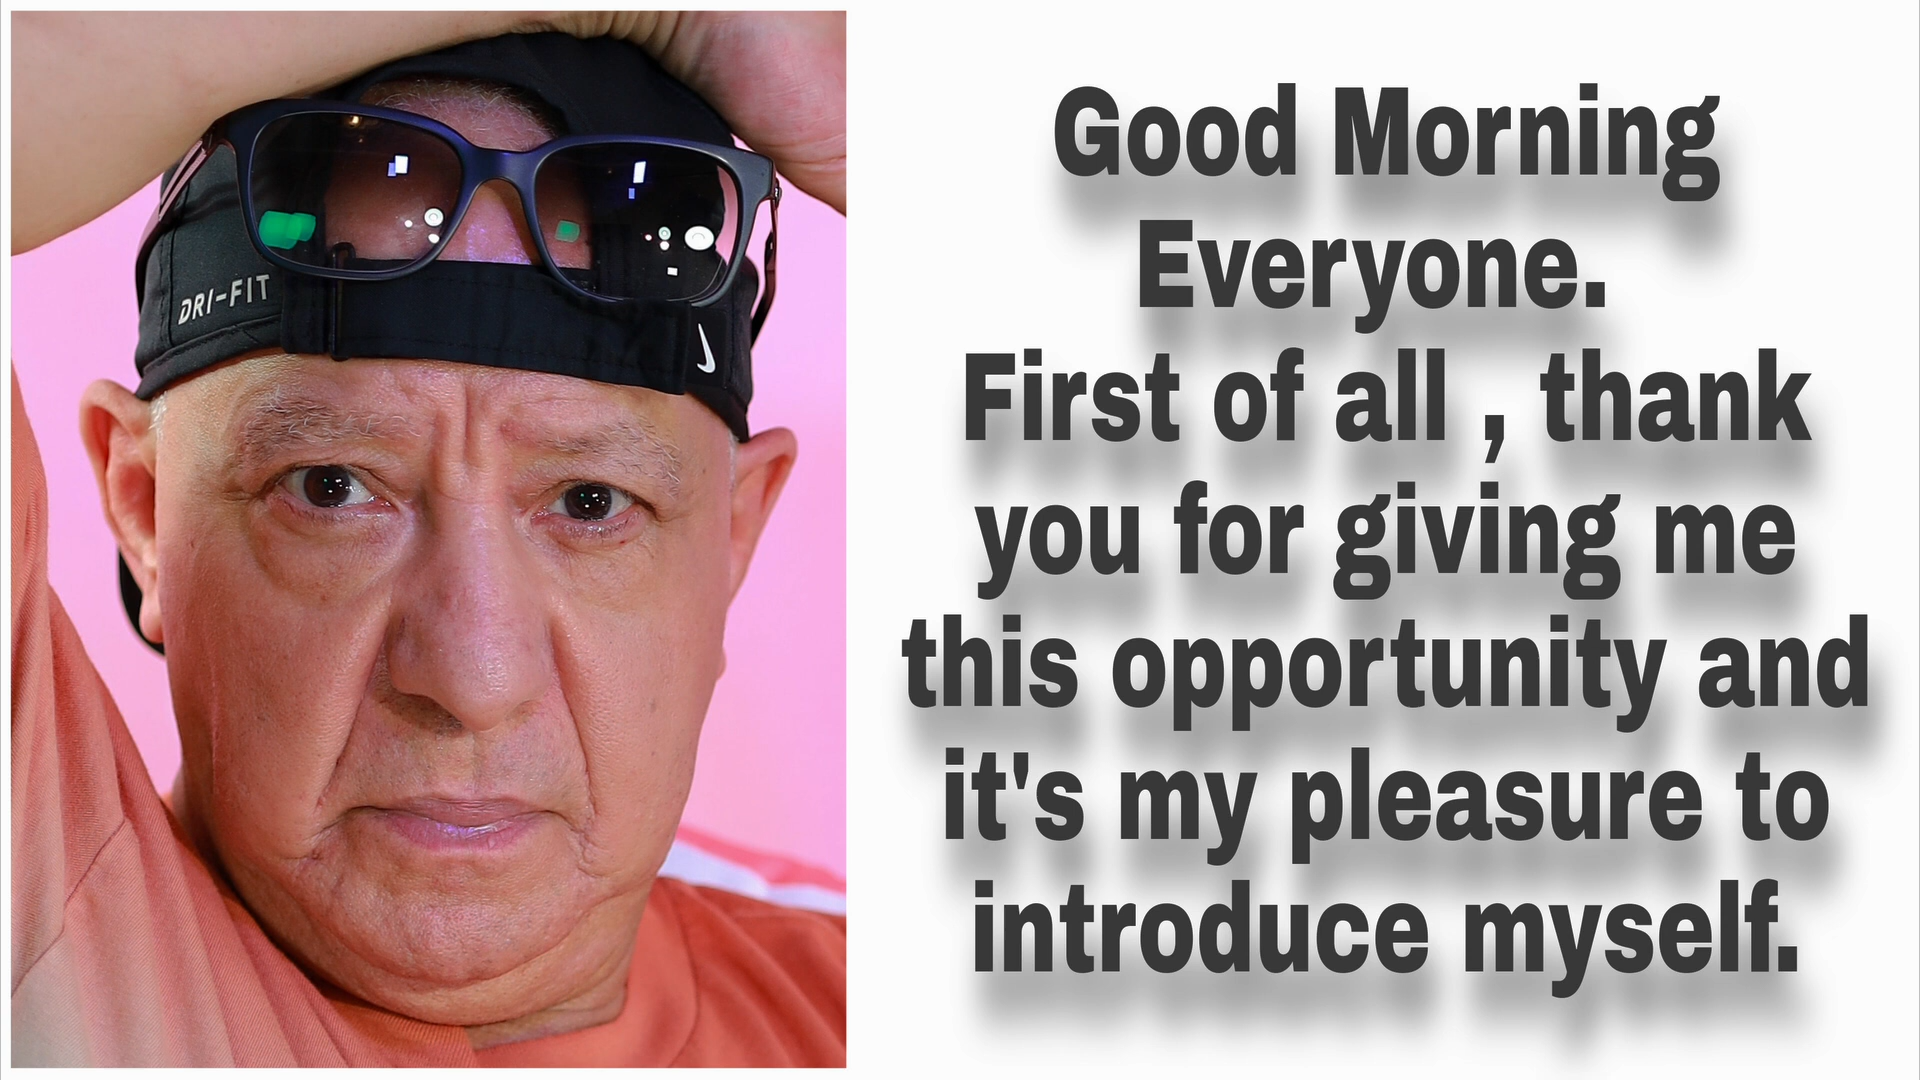 DRI-FIT
Good Morning
Everyone.
First of all , thank
you for giving me
this opportunity and
it's my pleasure to
introduce myself.